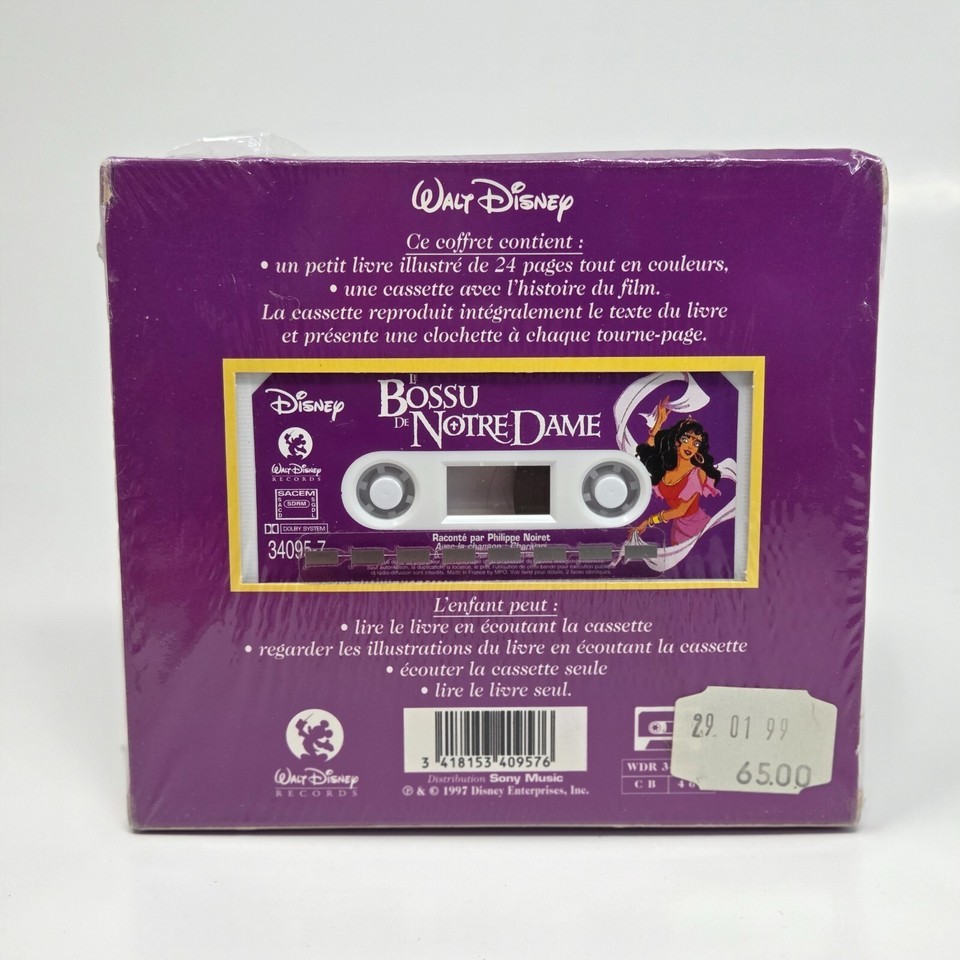 WALT DISNEY
Ce coffret contient :
• un petit livre illustré de 24 pages tout en couleurs,
• une cassette avec l'histoire du film.
La cassette reproduit intégralement le texte du livre
et présente une clochette à chaque tourne-page.
DISNEY
LE
BOSSU
DE NOTRE-DAME
WALT DISNEY
RECORDS
SACEM
SACD SDRM SGDL
DOLBY SYSTEM
34095-7
Raconté par Philippe Noiret
Avec la chanson :
L'enfant peut :
• lire le livre en écoutant la cassette
• regarder les illustrations du livre en écoutant la cassette
• écouter la cassette seule
• lire le livre seul.
WALT DISNEY
RECORDS
3 418153 409576
Distribution Sony Music
℗ & © 1997 Disney Enterprises, Inc.
WDR
CB
29 01 99
65.00